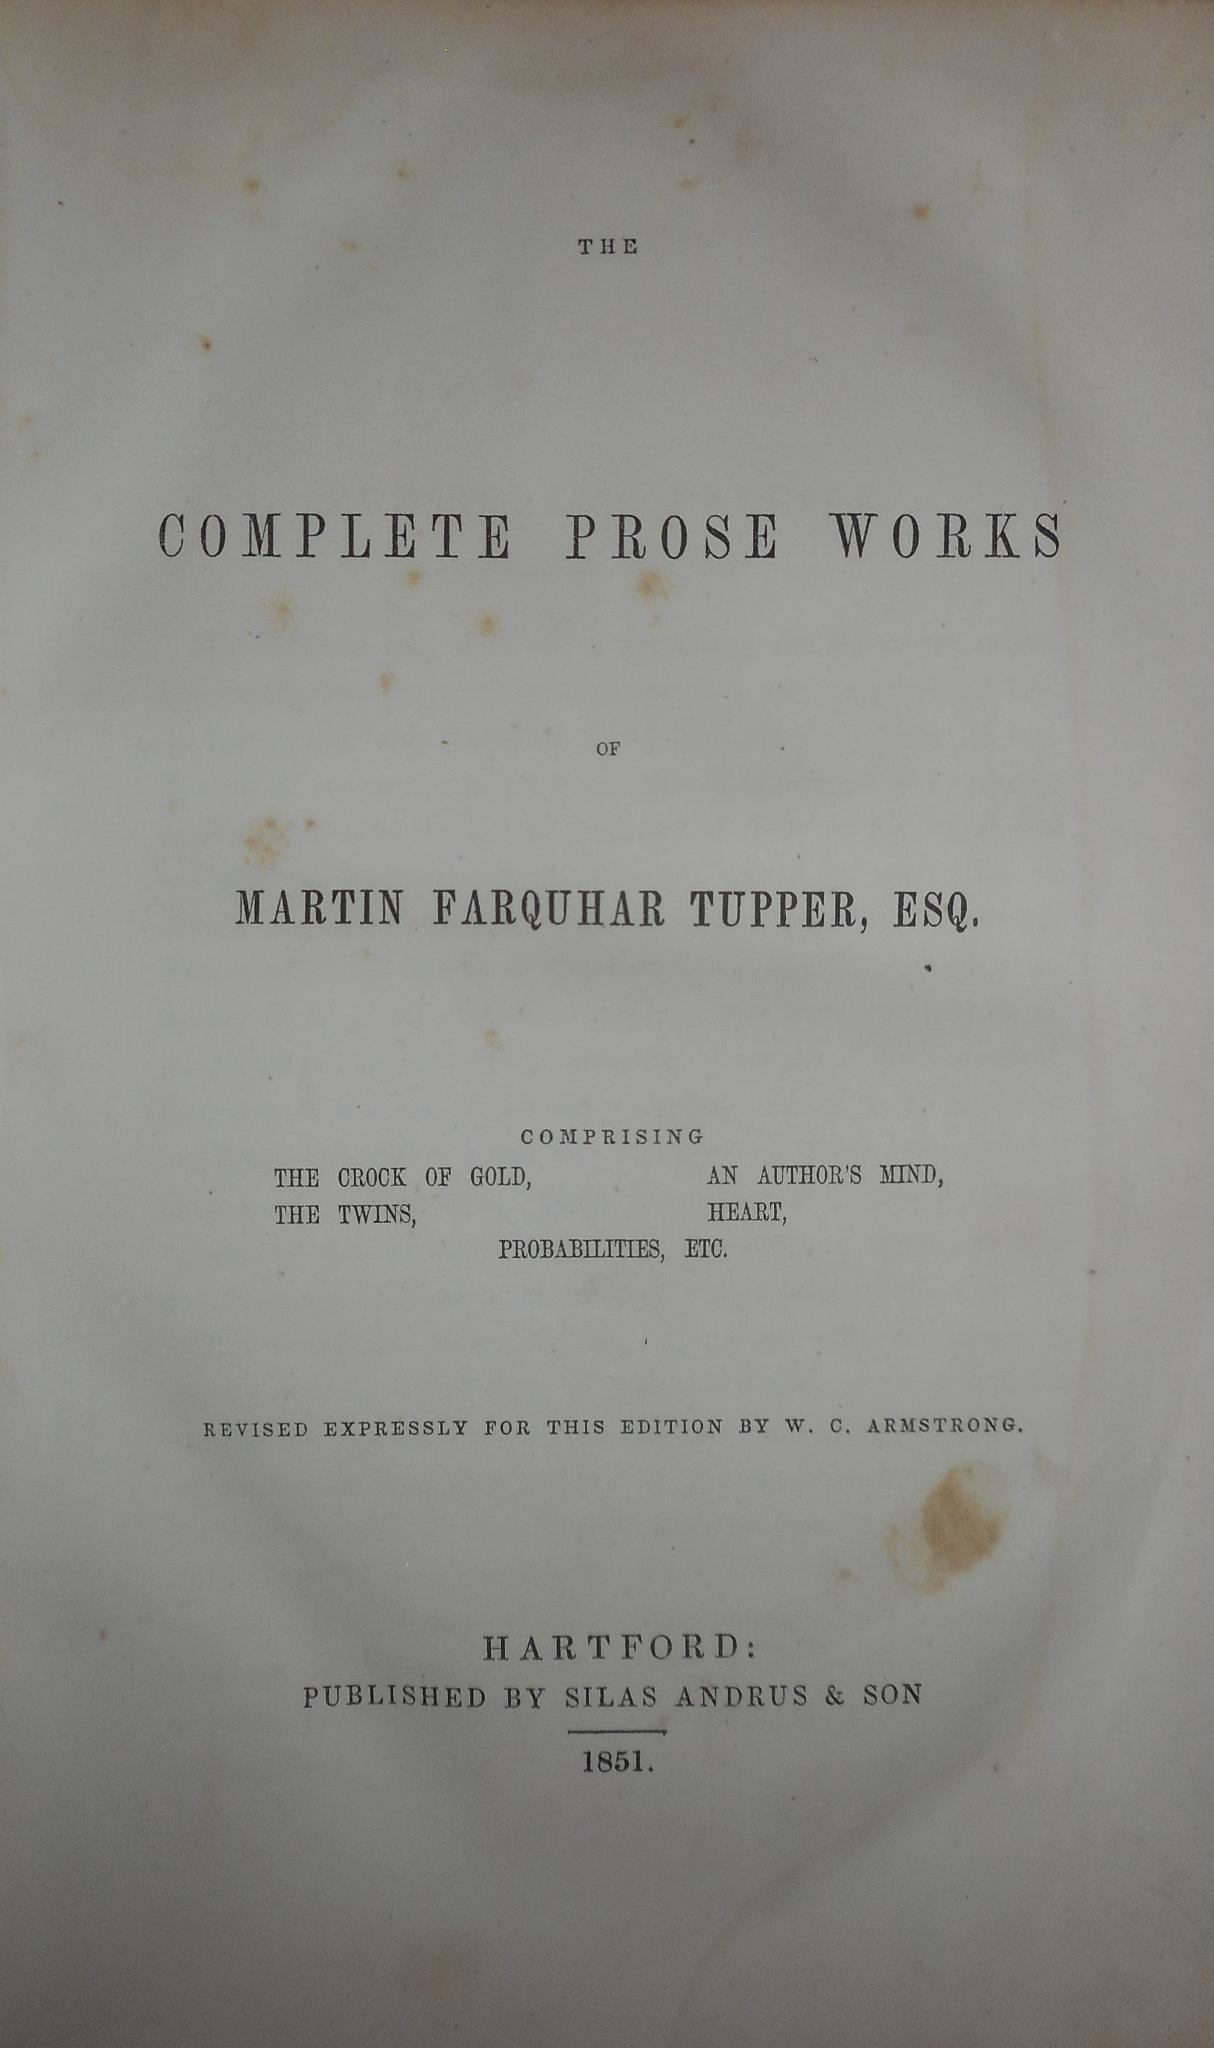 THE
COMPLETE PROSE WORKS
OF
MARTIN FARQUHAR TUPPER, ESQ.
COMPRISING
THE CROCK OF GOLD, AN AUTHOR'S MIND,
THE TWINS, HEART,
PROBABILITIES, ETC.
REVISED EXPRESSLY FOR THIS EDITION BY W. C. ARMSTRONG.
HARTFORD:
PUBLISHED BY SILAS ANDRUS & SON
1851.